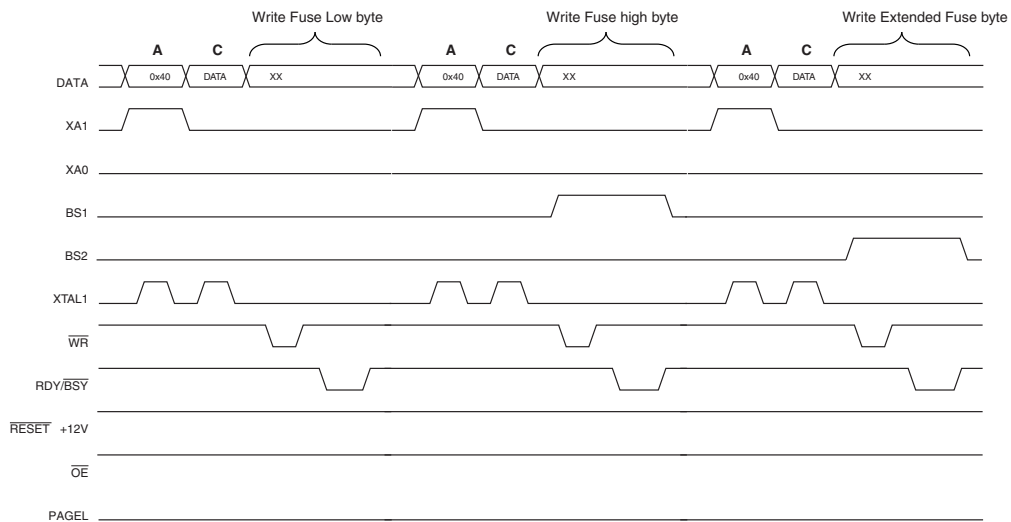 Write Fuse Low byte Write Fuse high byte Write Extended Fuse byte
A C A C A C
DATA 0x40 DATA XX 0x40 DATA XX 0x40 DATA XX
XA1
XA0
BS1
BS2
XTAL1
WR
RDY/BSY
RESET +12V
OE
PAGEL